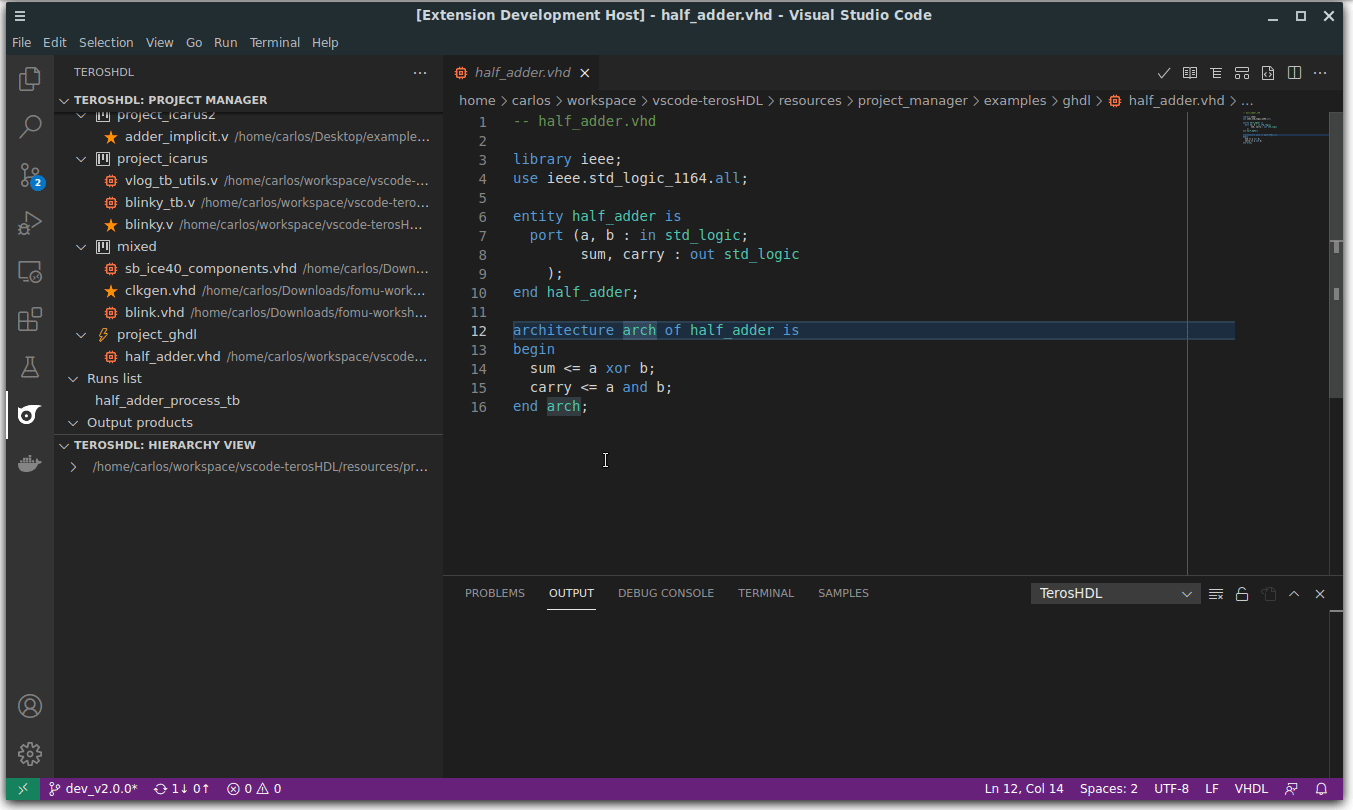 [Extension Development Host] - half_adder.vhd - Visual Studio Code
File Edit Selection View Go Run Terminal Help
TEROSHDL
TEROSHDL: PROJECT MANAGER
project_icarus2
adder_implicit.v /home/carlos/Desktop/example...
project_icarus
vlog_tb_utils.v /home/carlos/workspace/vscode-...
blinky_tb.v /home/carlos/workspace/vscode-tero...
blinky.v /home/carlos/workspace/vscode-terosH...
mixed
sb_ice40_components.vhd /home/carlos/Down...
clkgen.vhd /home/carlos/Downloads/fomu-work...
blink.vhd /home/carlos/Downloads/fomu-worksh...
project_ghdl
half_adder.vhd /home/carlos/workspace/vscode...
Runs list
half_adder_process_tb
Output products
TEROSHDL: HIERARCHY VIEW
/home/carlos/workspace/vscode-terosHDL/resources/pr...
2
half_adder.vhd
home > carlos > workspace > vscode-terosHDL > resources > project_manager > examples > ghdl > half_adder.vhd > ...
1 -- half_adder.vhd
2
3 library ieee;
4 use ieee.std_logic_1164.all;
5
6 entity half_adder is
7 port (a, b : in std_logic;
8 sum, carry : out std_logic
9 );
10 end half_adder;
11
12 architecture arch of half_adder is
13 begin
14 sum <= a xor b;
15 carry <= a and b;
16 end arch;
PROBLEMS OUTPUT DEBUG CONSOLE TERMINAL SAMPLES
TerosHDL
dev_v2.0.0* 1↓ 0↑ 0 0 Ln 12, Col 14 Spaces: 2 UTF-8 LF VHDL